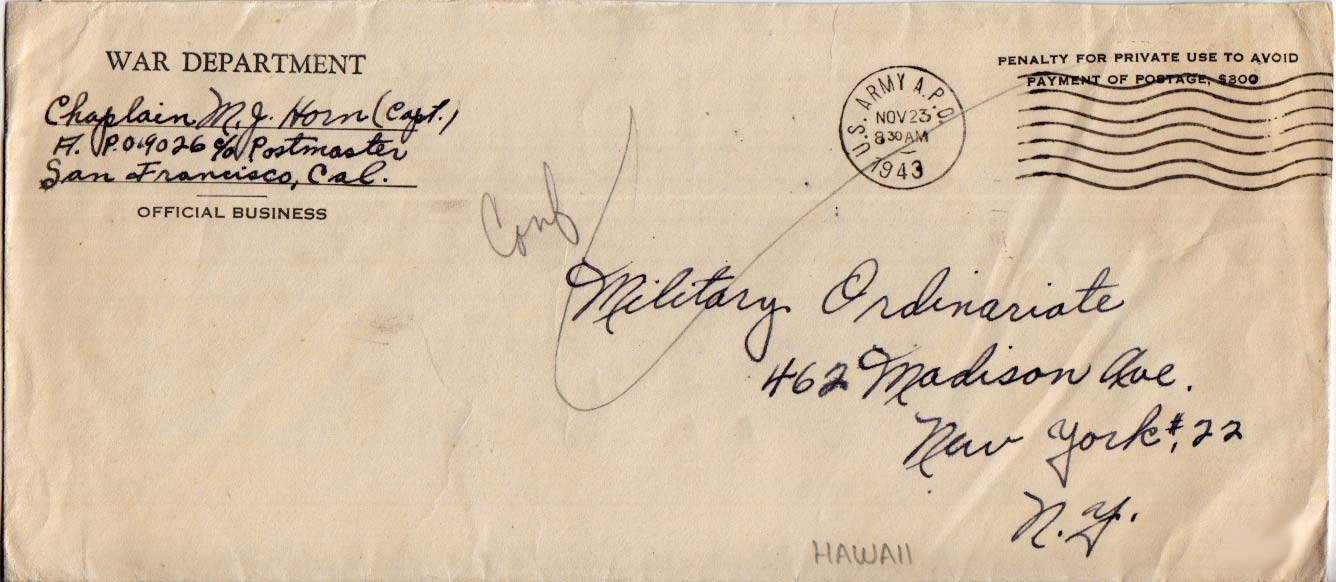 WAR DEPARTMENT
Chaplain M. J. Horn (Capt.)
A. P.O. 9026 c/o Postmaster
San Francisco, Cal.
OFFICIAL BUSINESS
U.S. ARMY A.P.O.
NOV 23
8 30 AM
1943
PENALTY FOR PRIVATE USE TO AVOID
PAYMENT OF POSTAGE, $300
Conf
Military Ordinariate
462 Madison Ave.
New York #, 22
N.Y.
HAWAII